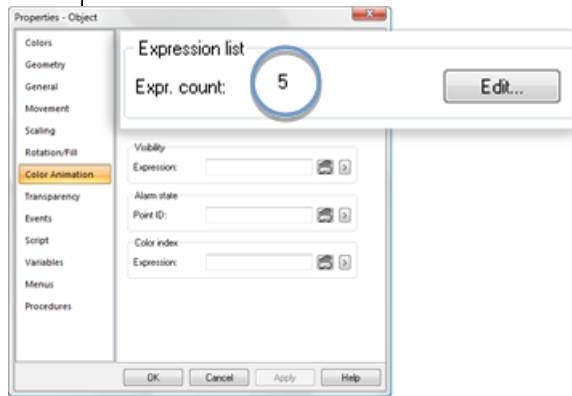 Properties - Object
Colors
Geometry
General
Movement
Scaling
Rotation/Fill
Color Animation
Transparency
Events
Script
Variables
Menus
Procedures
Expression list
Expr. count: 5 Edit...
Visibility
Expression: >
Alarm state
Point ID: >
Color index
Expression: >
OK Cancel Apply Help